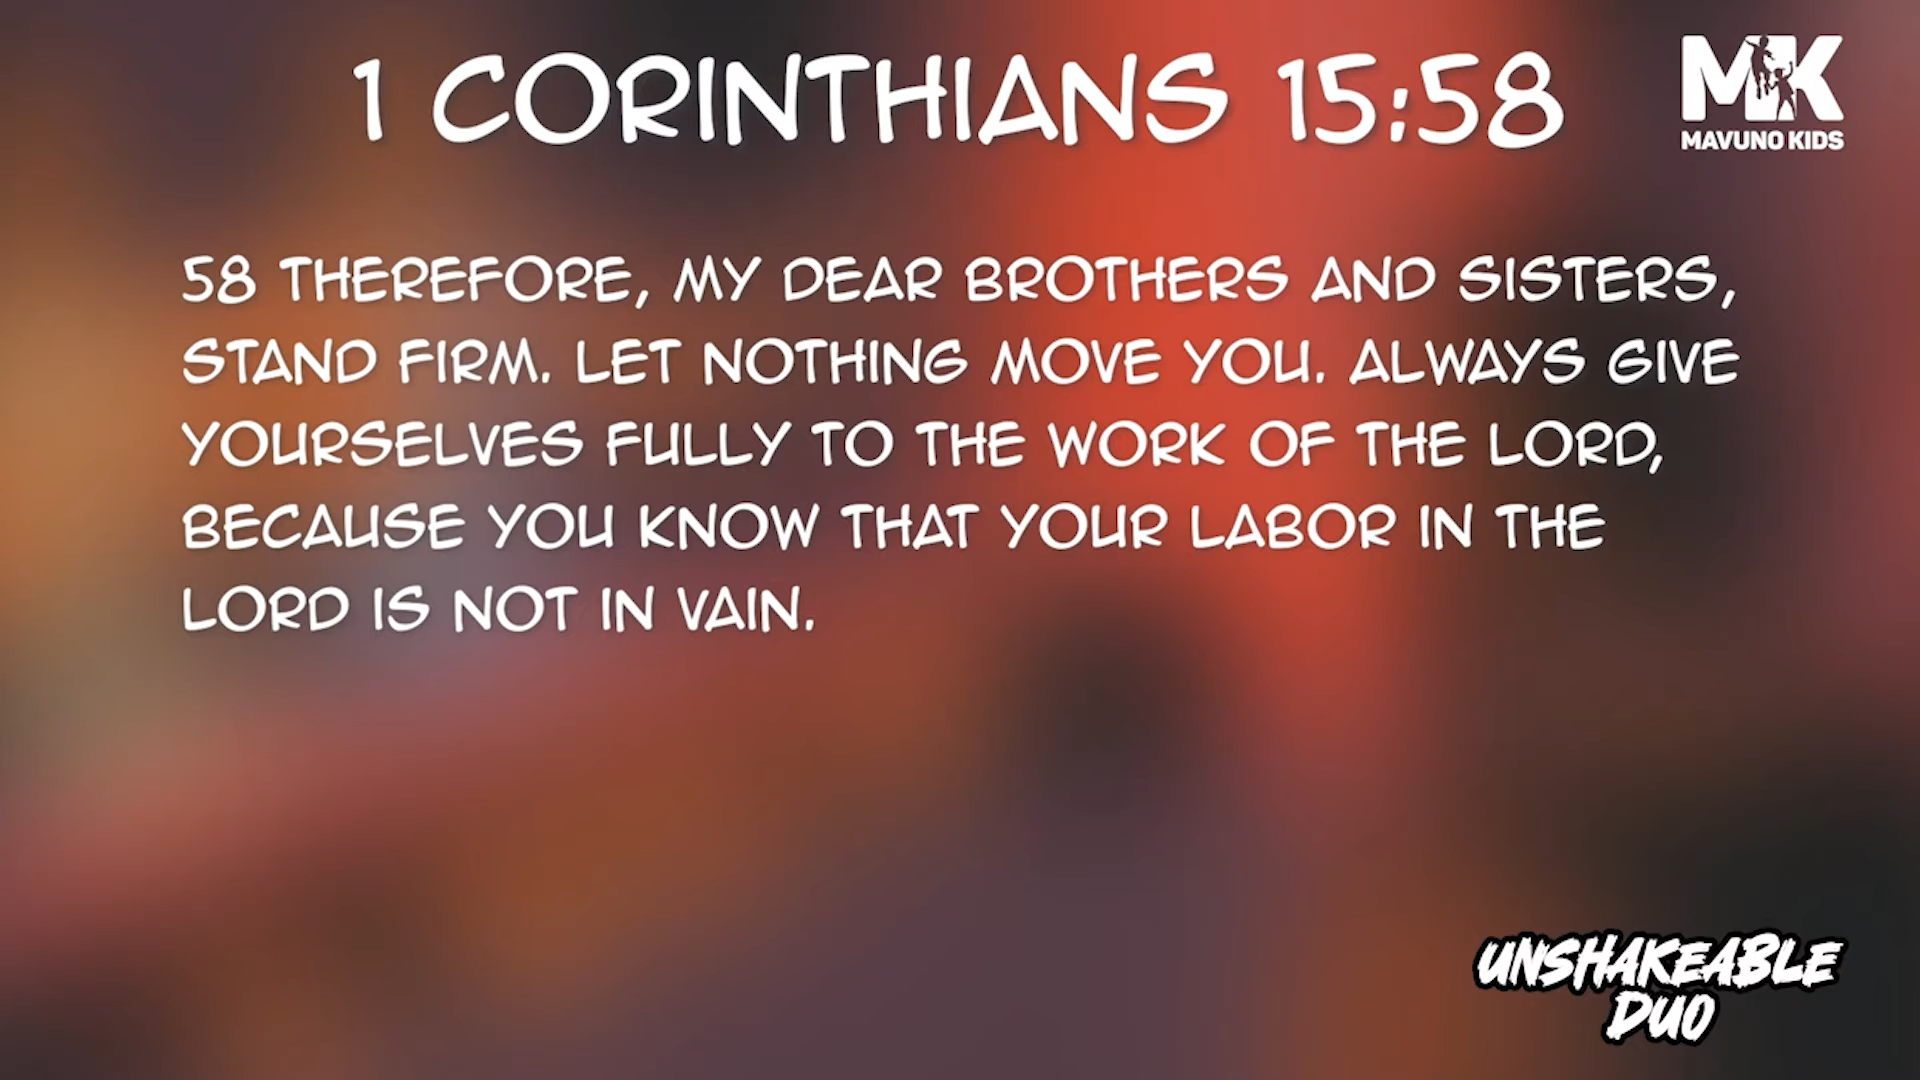 1 CORINTHIANS 15:58
MK
MAVUNO KIDS
58 THEREFORE, MY DEAR BROTHERS AND SISTERS,
STAND FIRM. LET NOTHING MOVE YOU. ALWAYS GIVE
YOURSELVES FULLY TO THE WORK OF THE LORD,
BECAUSE YOU KNOW THAT YOUR LABOR IN THE
LORD IS NOT IN VAIN.
UNSHAKEABLE
DUO